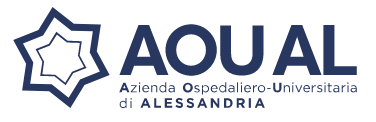 AOU AL
Azienda Ospedaliero-Universitaria
di ALESSANDRIA